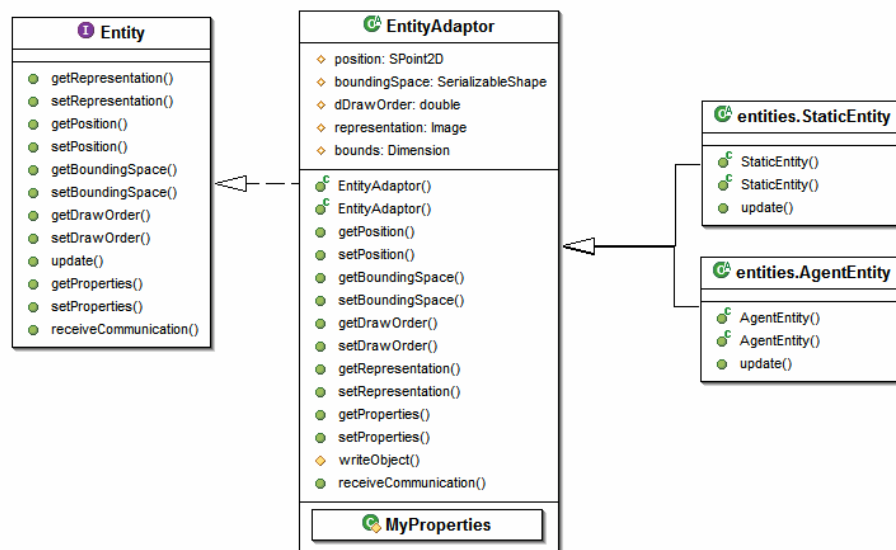 Entity
getRepresentation()
setRepresentation()
getPosition()
setPosition()
getBoundingSpace()
setBoundingSpace()
getDrawOrder()
setDrawOrder()
update()
getProperties()
setProperties()
receiveCommunication()
EntityAdaptor
position: SPoint2D
boundingSpace: SerializableShape
dDrawOrder: double
representation: Image
bounds: Dimension
EntityAdaptor()
EntityAdaptor()
getPosition()
setPosition()
getBoundingSpace()
setBoundingSpace()
getDrawOrder()
setDrawOrder()
getRepresentation()
setRepresentation()
getProperties()
setProperties()
writeObject()
receiveCommunication()
MyProperties
entities.StaticEntity
StaticEntity()
StaticEntity()
update()
entities.AgentEntity
AgentEntity()
AgentEntity()
update()